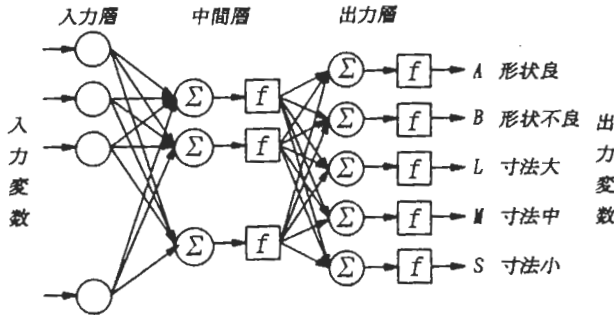 入力層 中間層 出力層
入力変数
Σ f
Σ f
Σ f
Σ f A 形状良
Σ f B 形状不良
Σ f L 寸法大
Σ f M 寸法中
Σ f S 寸法小
出力変数